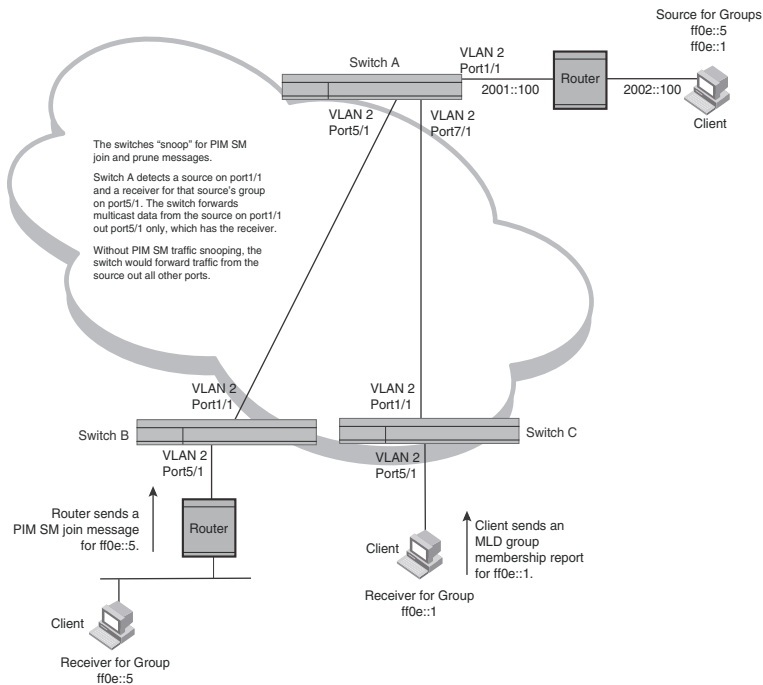 Source for Groups
ff0e::5
ff0e::1
VLAN 2
Port1/1
Switch A
Router
2001::100
2002::100
Client
VLAN 2
Port5/1
VLAN 2
Port7/1
The switches “snoop” for PIM SM
join and prune messages.
Switch A detects a source on port1/1
and a receiver for that source’s group
on port5/1. The switch forwards
multicast data from the source on port1/1
out port5/1 only, which has the receiver.
Without PIM SM traffic snooping, the
switch would forward traffic from the
source out all other ports.
VLAN 2
Port1/1
VLAN 2
Port1/1
Switch B
Switch C
VLAN 2
Port5/1
VLAN 2
Port5/1
Router sends a
PIM SM join message
for ff0e::5.
Router
Client
Client sends an
MLD group
membership report
for ff0e::1.
Receiver for Group
ff0e::1
Client
Receiver for Group
ff0e::5